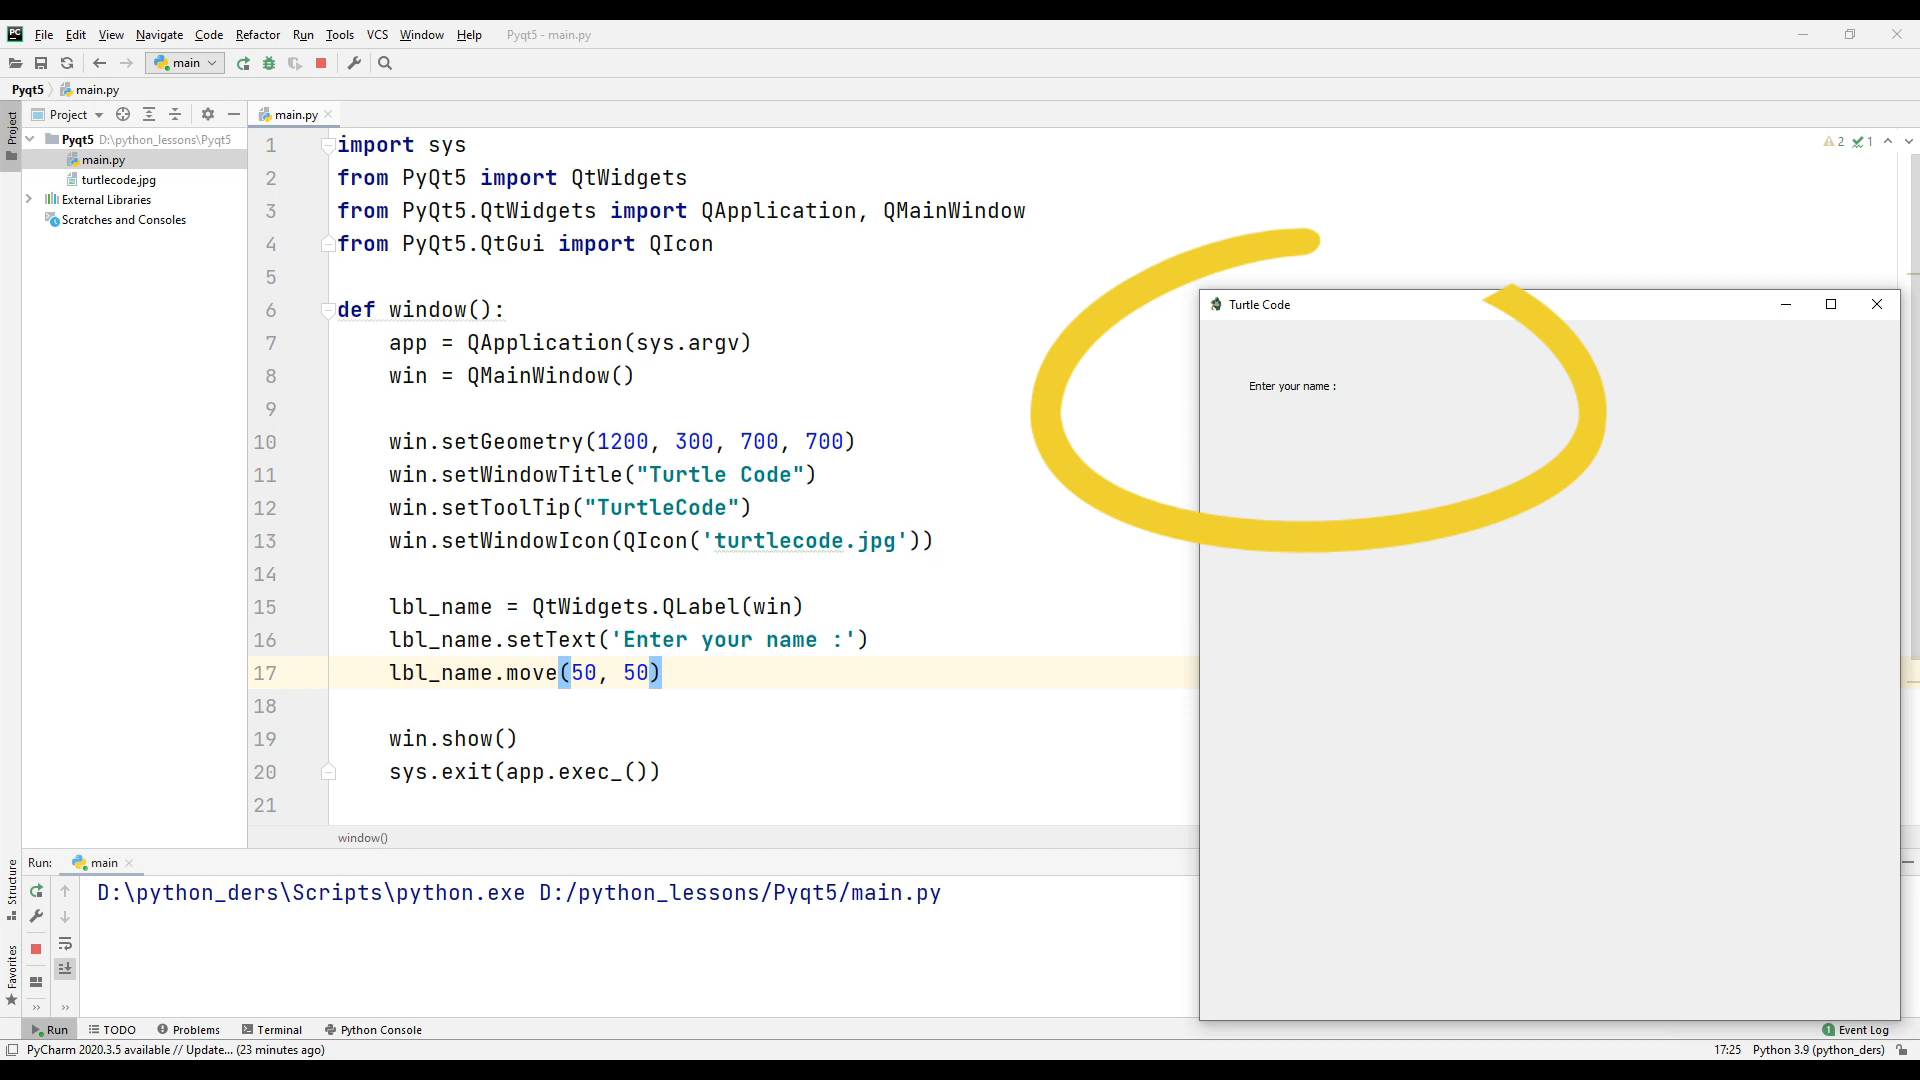 PC File Edit View Navigate Code Refactor Run Tools VCS Window Help Pyqt5 - main.py
main
Pyqt5 main.py
Project main.py
Project
Pyqt5 D:\python_lessons\Pyqt5
main.py
turtlecode.jpg
External Libraries
Scratches and Consoles
2 1
1 import sys
2 from PyQt5 import QtWidgets
3 from PyQt5.QtWidgets import QApplication, QMainWindow
4 from PyQt5.QtGui import QIcon
5
6 def window():
7 app = QApplication(sys.argv)
8 win = QMainWindow()
9
10 win.setGeometry(1200, 300, 700, 700)
11 win.setWindowTitle("Turtle Code")
12 win.setToolTip("TurtleCode")
13 win.setWindowIcon(QIcon('turtlecode.jpg'))
14
15 lbl_name = QtWidgets.QLabel(win)
16 lbl_name.setText('Enter your name :')
17 lbl_name.move(50, 50)
18
19 win.show()
20 sys.exit(app.exec_())
21
window()
Turtle Code
Enter your name :
Structure
Favorites
Run: main
D:\python_ders\Scripts\python.exe D:/python_lessons/Pyqt5/main.py
Run TODO Problems Terminal Python Console 1 Event Log
PyCharm 2020.3.5 available // Update... (23 minutes ago) 17:25 Python 3.9 (python_ders)